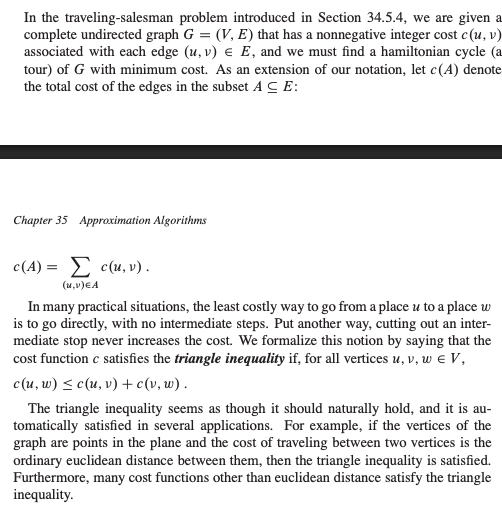 In the traveling-salesman problem introduced in Section 34.5.4, we are given a
complete undirected graph G = (V, E) that has a nonnegative integer cost c(u, v)
associated with each edge (u, v) ∈ E, and we must find a hamiltonian cycle (a
tour) of G with minimum cost. As an extension of our notation, let c(A) denote
the total cost of the edges in the subset A ⊆ E:
Chapter 35 Approximation Algorithms
c(A) = ∑ c(u, v) .
(u,v)∈A
In many practical situations, the least costly way to go from a place u to a place w
is to go directly, with no intermediate steps. Put another way, cutting out an inter-
mediate stop never increases the cost. We formalize this notion by saying that the
cost function c satisfies the triangle inequality if, for all vertices u, v, w ∈ V,
c(u, w) ≤ c(u, v) + c(v, w) .
The triangle inequality seems as though it should naturally hold, and it is au-
tomatically satisfied in several applications. For example, if the vertices of the
graph are points in the plane and the cost of traveling between two vertices is the
ordinary euclidean distance between them, then the triangle inequality is satisfied.
Furthermore, many cost functions other than euclidean distance satisfy the triangle
inequality.